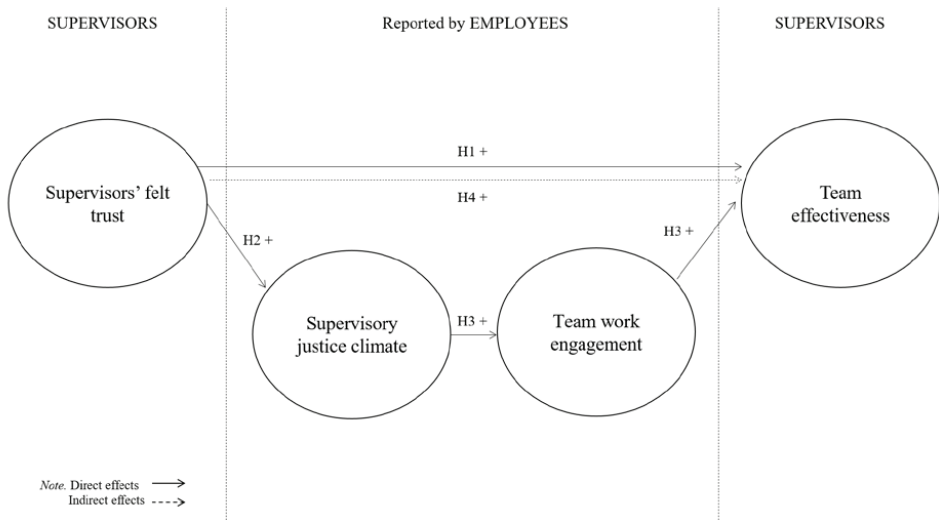 SUPERVISORS
Reported by EMPLOYEES
SUPERVISORS
H1 +
Supervisors’ felt
trust
H4 +
Team
effectiveness
H2 +
H3 +
Supervisory
justice climate
H3 +
Team work
engagement
Note. Direct effects
Indirect effects